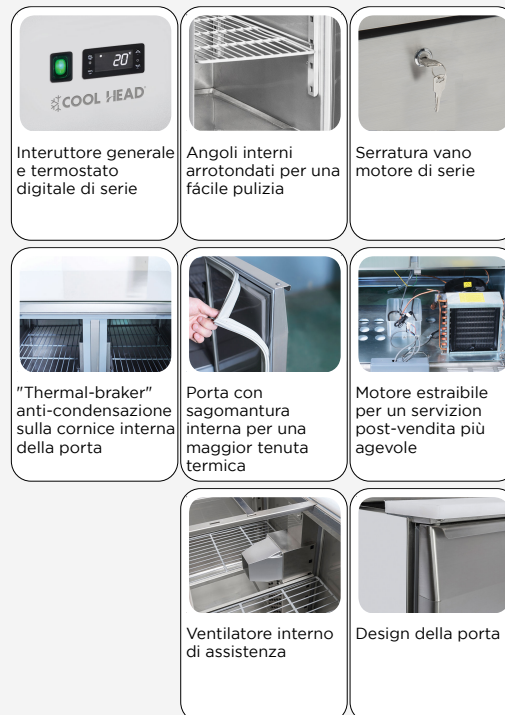 20°
COOL HEAD
Interuttore generale
e termostato
digitale di serie
Angoli interni
arrotondati per una
fácile pulizia
Serratura vano
motore di serie
"Thermal-braker"
anti-condensazione
sulla cornice interna
della porta
Porta con
sagomantura
interna per una
maggior tenuta
termica
Motore estraibile
per un servizion
post-vendita più
agevole
Ventilatore interno
di assistenza
Design della porta